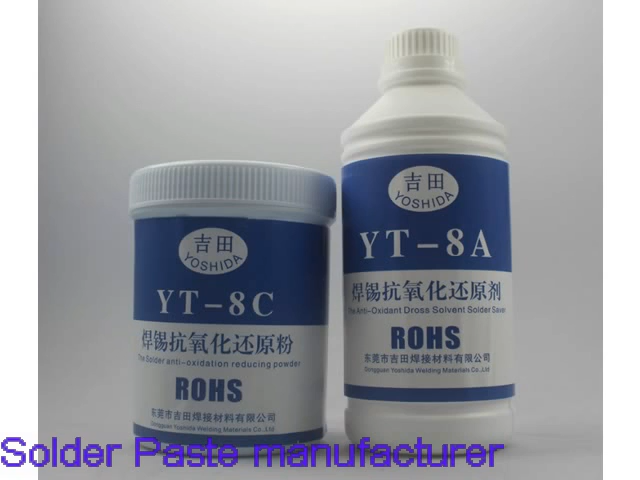 吉田
YOSHIDA
YT-8C
焊锡抗氧化还原粉
The Solder anti-oxidation reducing powder
ROHS
东莞市吉田焊接材料有限公司
Dongguan Yoshida Welding Materials Co.,Ltd
吉田
YOSHIDA
YT-8A
焊锡抗氧化还原剂
The Anti-Oxidant Dross Solvent Solder Saver
ROHS
东莞市吉田焊接材料有限公司
Dongguan Yoshida Welding Materials Co.,Ltd
Solder Paste manufacturer